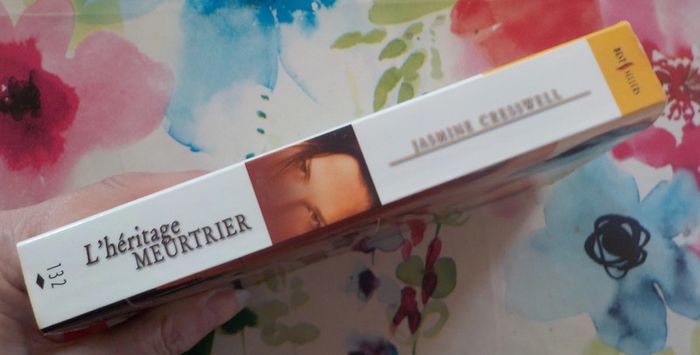 132
L'héritage
MEURTRIER
JASMINE CRESSWELL
BEST SELLERS